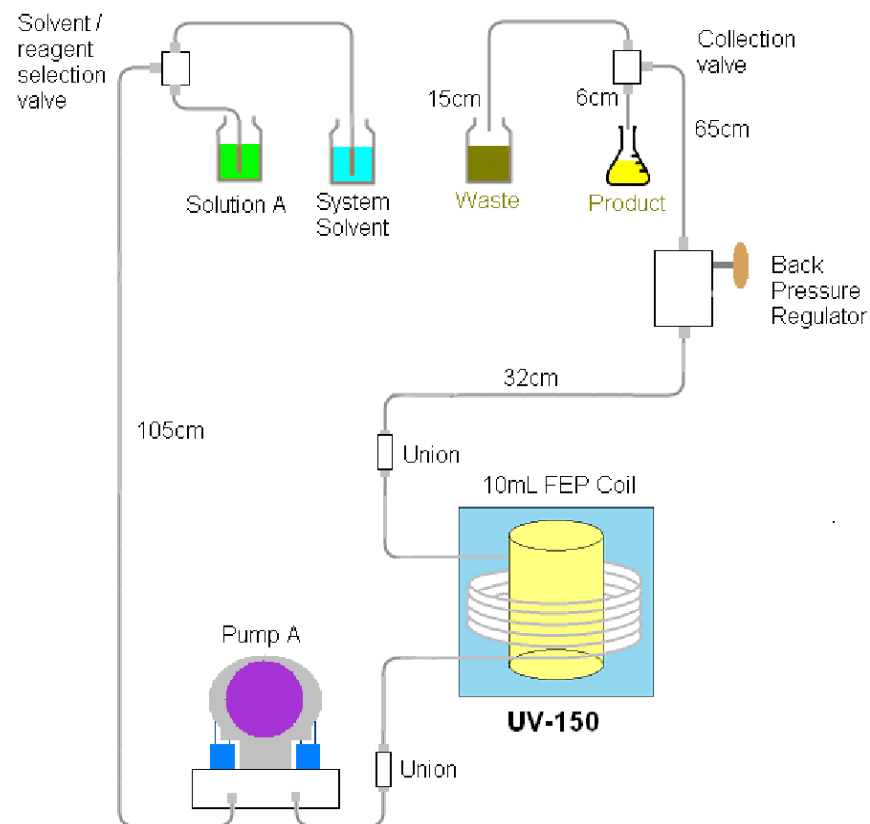 Solvent /
reagent
selection
valve
Solution A
System
Solvent
15cm
Waste
6cm
Product
Collection
valve
65cm
Back
Pressure
Regulator
32cm
105cm
Union
10mL FEP Coil
Pump A
UV-150
Union